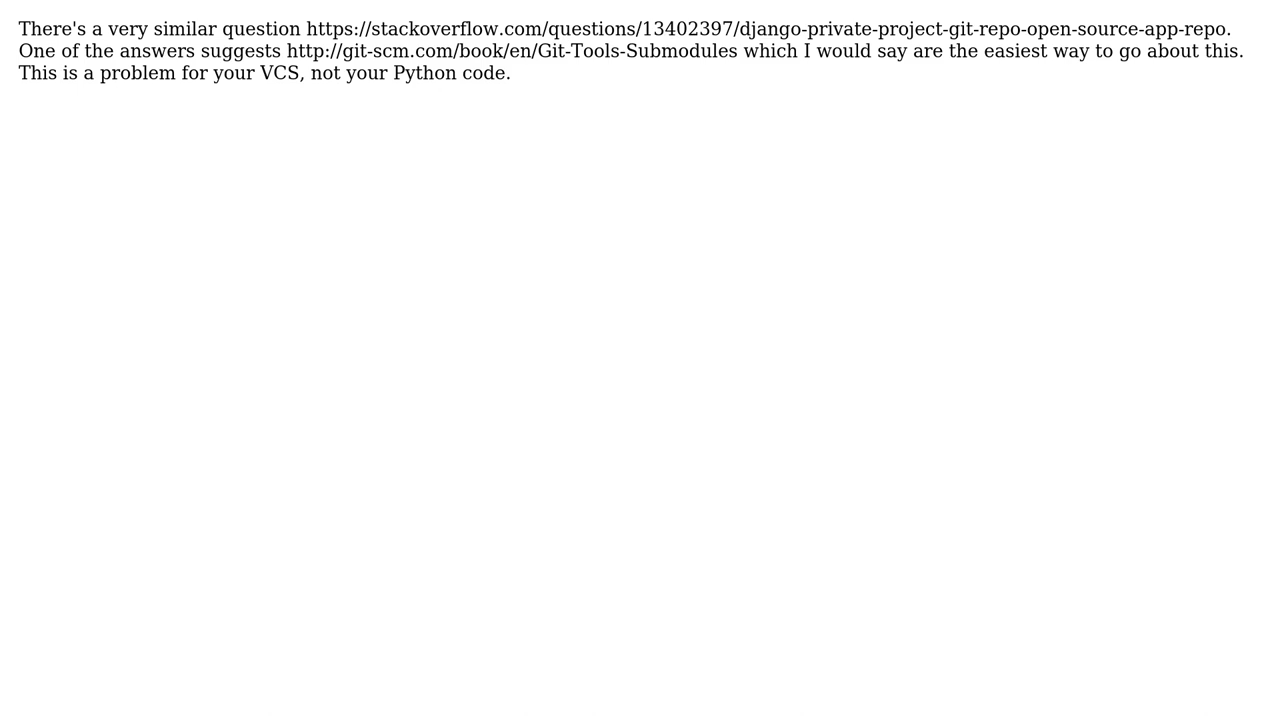 There's a very similar question https://stackoverflow.com/questions/13402397/django-private-project-git-repo-open-source-app-repo.
One of the answers suggests http://git-scm.com/book/en/Git-Tools-Submodules which I would say are the easiest way to go about this.
This is a problem for your VCS, not your Python code.